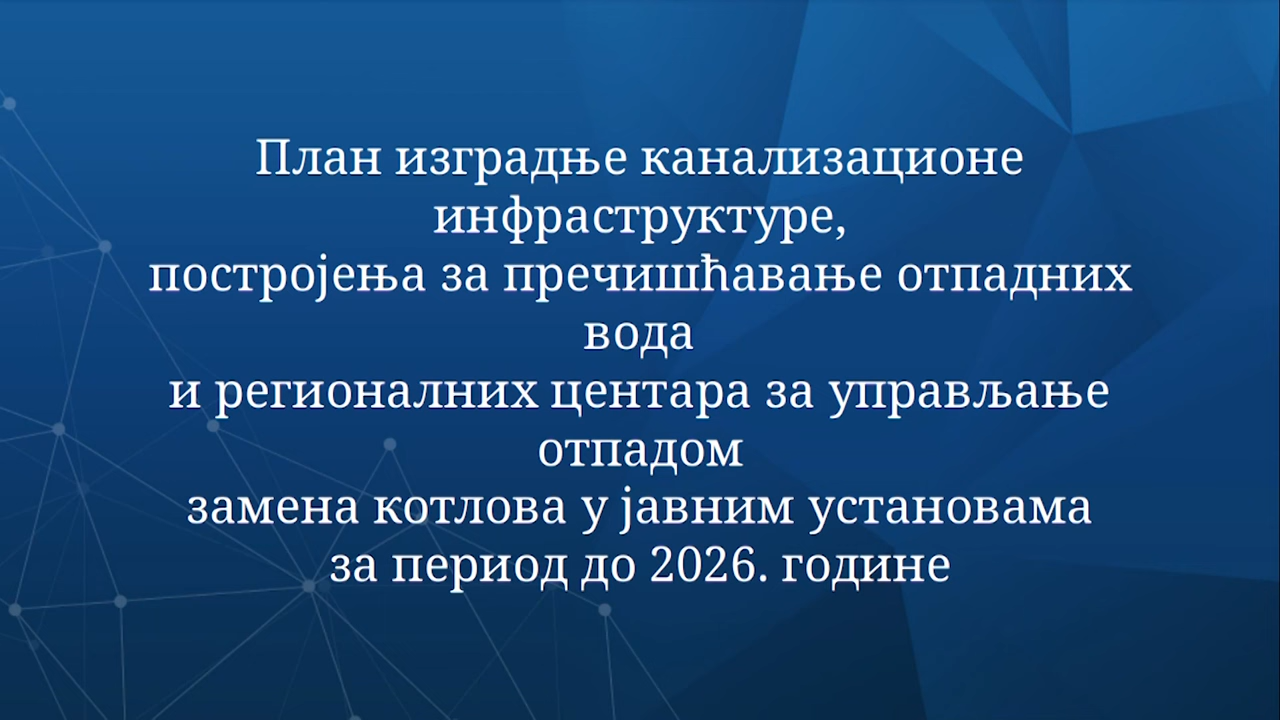 План изградње канализационе
инфраструктуре,
постројења за пречишћавање отпадних
вода
и регионалних центара за управљање
отпадом
замена котлова у јавним установама
за период до 2026. године